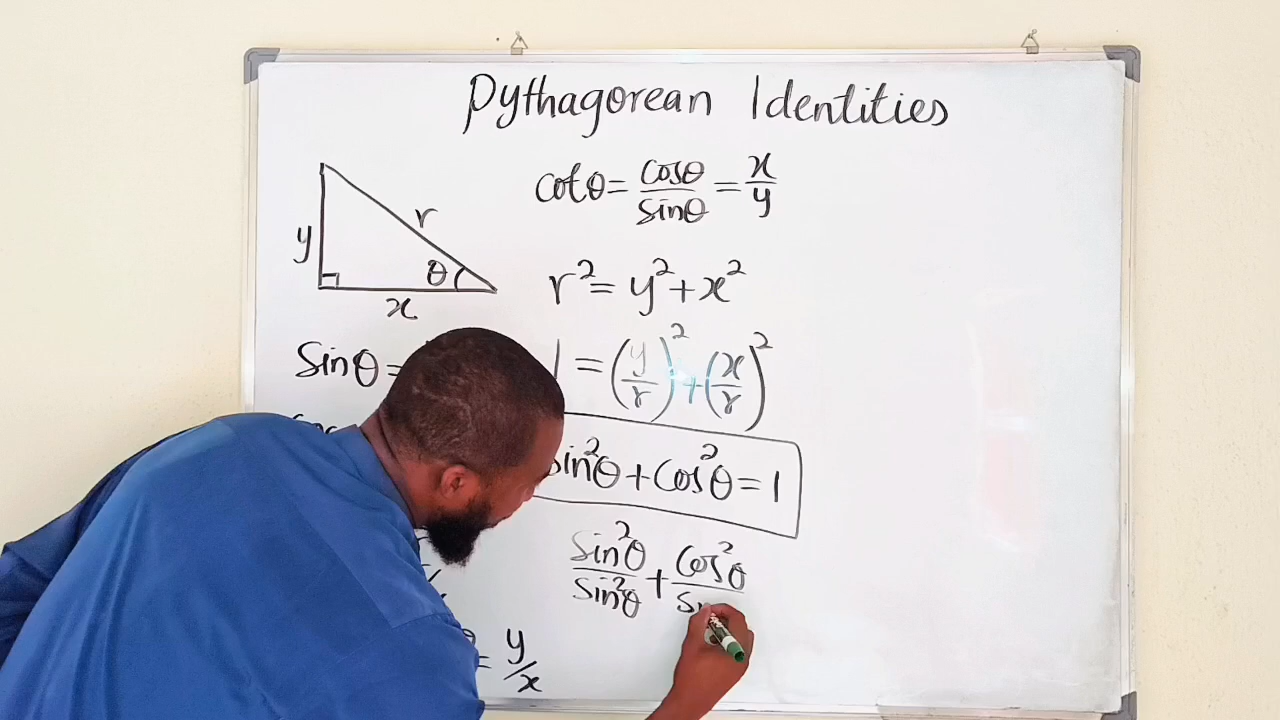 Pythagorean Identities
cotθ = cosθ/sinθ = x/y
y
r
θ
x
r² = y² + x²
sinθ =
1 = (y/r)² + (x/r)²
sin²θ + cos²θ = 1
sin²θ/sin²θ + cos²θ/s
= y/x